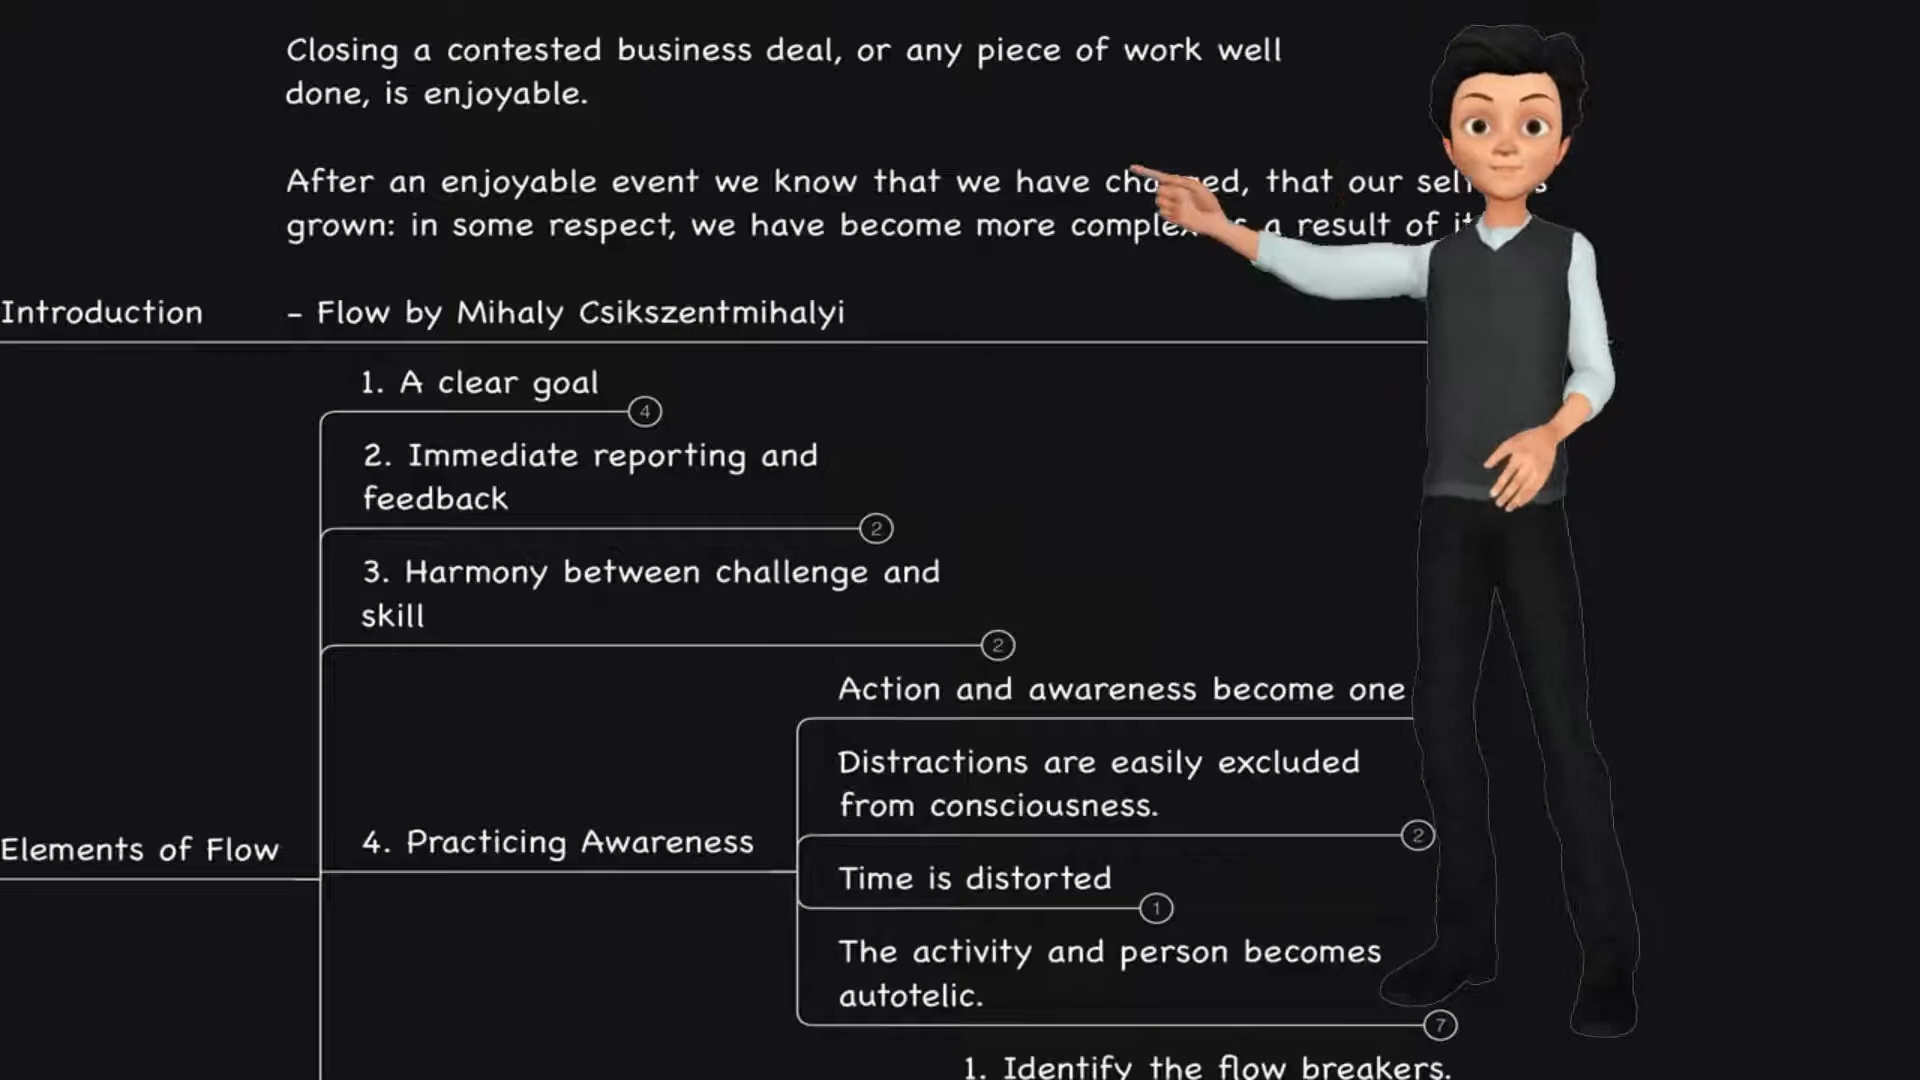 Closing a contested business deal, or any piece of work well
done, is enjoyable.
After an enjoyable event we know that we have that our
grown: in some respect, we have become more a result of
Introduction
- Flow by Mihaly Csikszentmihalyi
1. A clear goal
4
2. Immediate reporting and
feedback
2
3. Harmony between challenge and
skill
2
Action and awareness become one
Distractions are easily excluded
from consciousness.
2
Elements of Flow
4. Practicing Awareness
Time is distorted
1
The activity and person becomes
autotelic.
7
1. Identify the flow breakers.